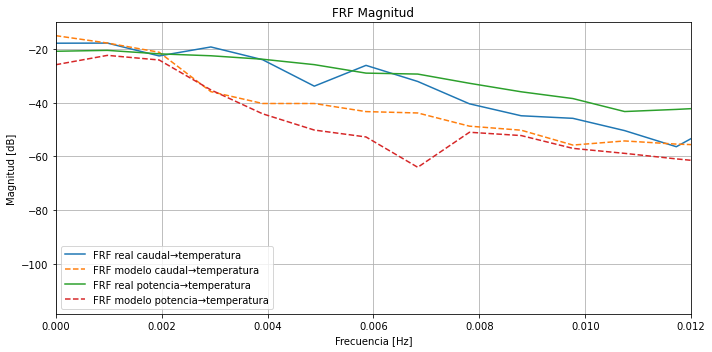 FRF Magnitud
Magnitud [dB]
−20
−40
−60
−80
−100
FRF real caudal→temperatura
FRF modelo caudal→temperatura
FRF real potencia→temperatura
FRF modelo potencia→temperatura
0.000 0.002 0.004 0.006 0.008 0.010 0.012
Frecuencia [Hz]